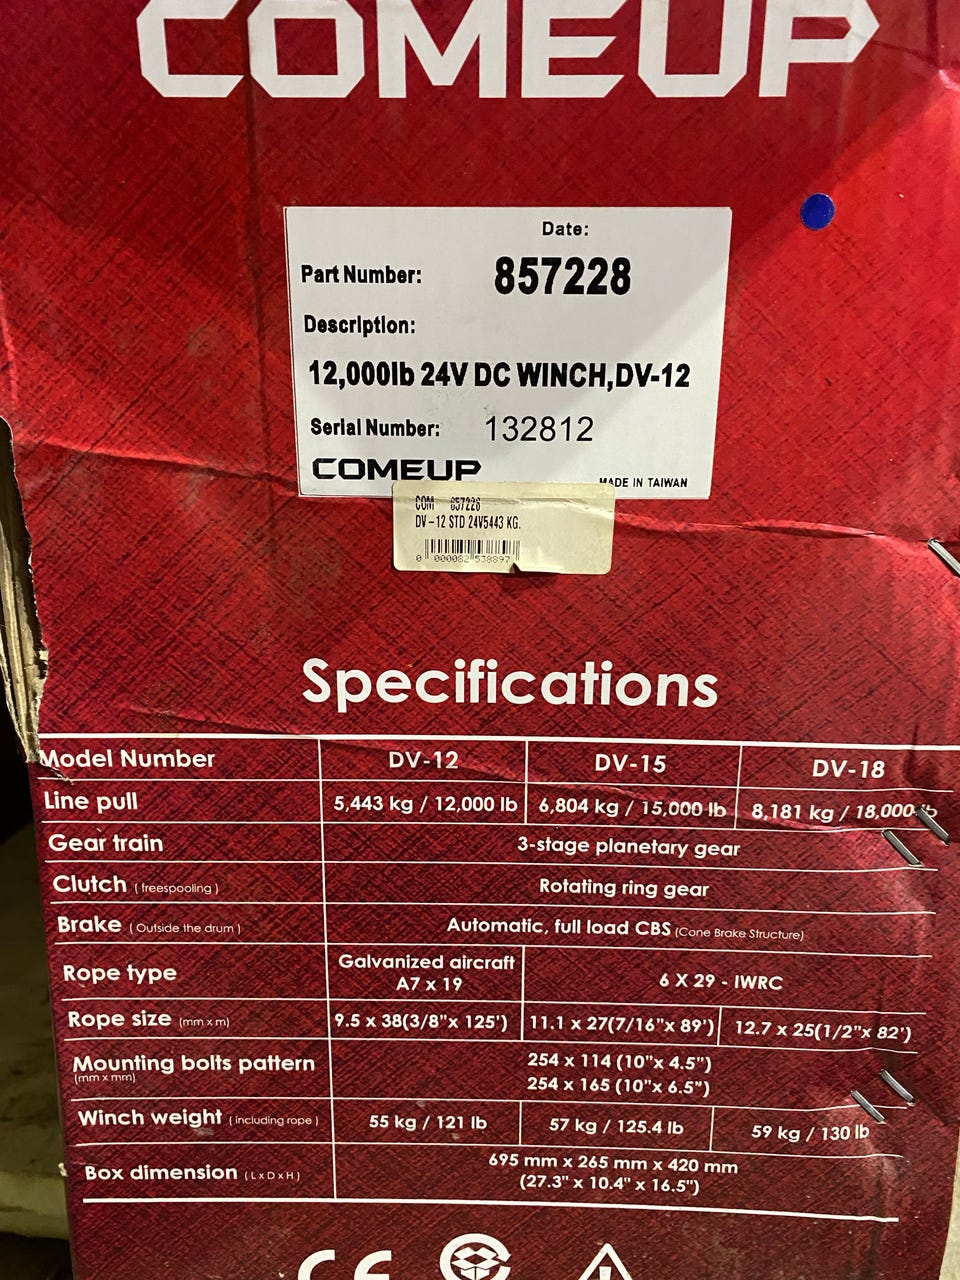 COMEUP
Date:
Part Number: 857228
Description:
12,000lb 24V DC WINCH,DV-12
Serial Number: 132812
COMEUP MADE IN TAIWAN
COM 857228
DV-12 STD 24V5443 KG.
0 000082 538897
Specifications
Model Number DV-12 DV-15 DV-18
Line pull 5,443 kg / 12,000 lb 6,804 kg / 15,000 lb 8,181 kg / 18,000 lb
Gear train 3-stage planetary gear
Clutch ( freespooling ) Rotating ring gear
Brake ( Outside the drum ) Automatic, full load CBS (Cone Brake Structure)
Rope type Galvanized aircraft A7 x 19 6 X 29 - IWRC
Rope size (mm x m) 9.5 x 38(3/8"x 125') 11.1 x 27(7/16"x 89') 12.7 x 25(1/2"x 82')
Mounting bolts pattern (mm x mm) 254 x 114 (10"x 4.5")
254 x 165 (10"x 6.5")
Winch weight ( including rope ) 55 kg / 121 lb 57 kg / 125.4 lb 59 kg / 130 lb
Box dimension ( L x D x H ) 695 mm x 265 mm x 420 mm
(27.3" x 10.4" x 16.5")
CE